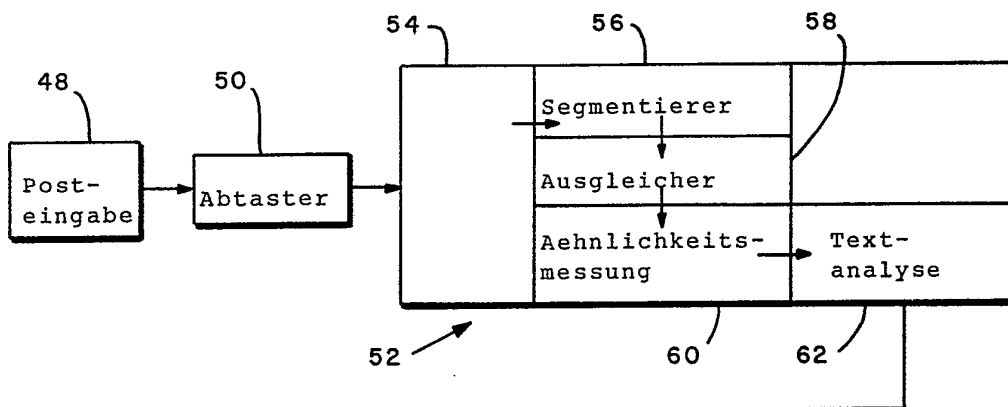 54
56
58
48
50
Segmentierer
Post-
eingabe
Abtaster
Ausgleicher
Aehnlichkeits-
messung
Text-
analyse
52
60
62